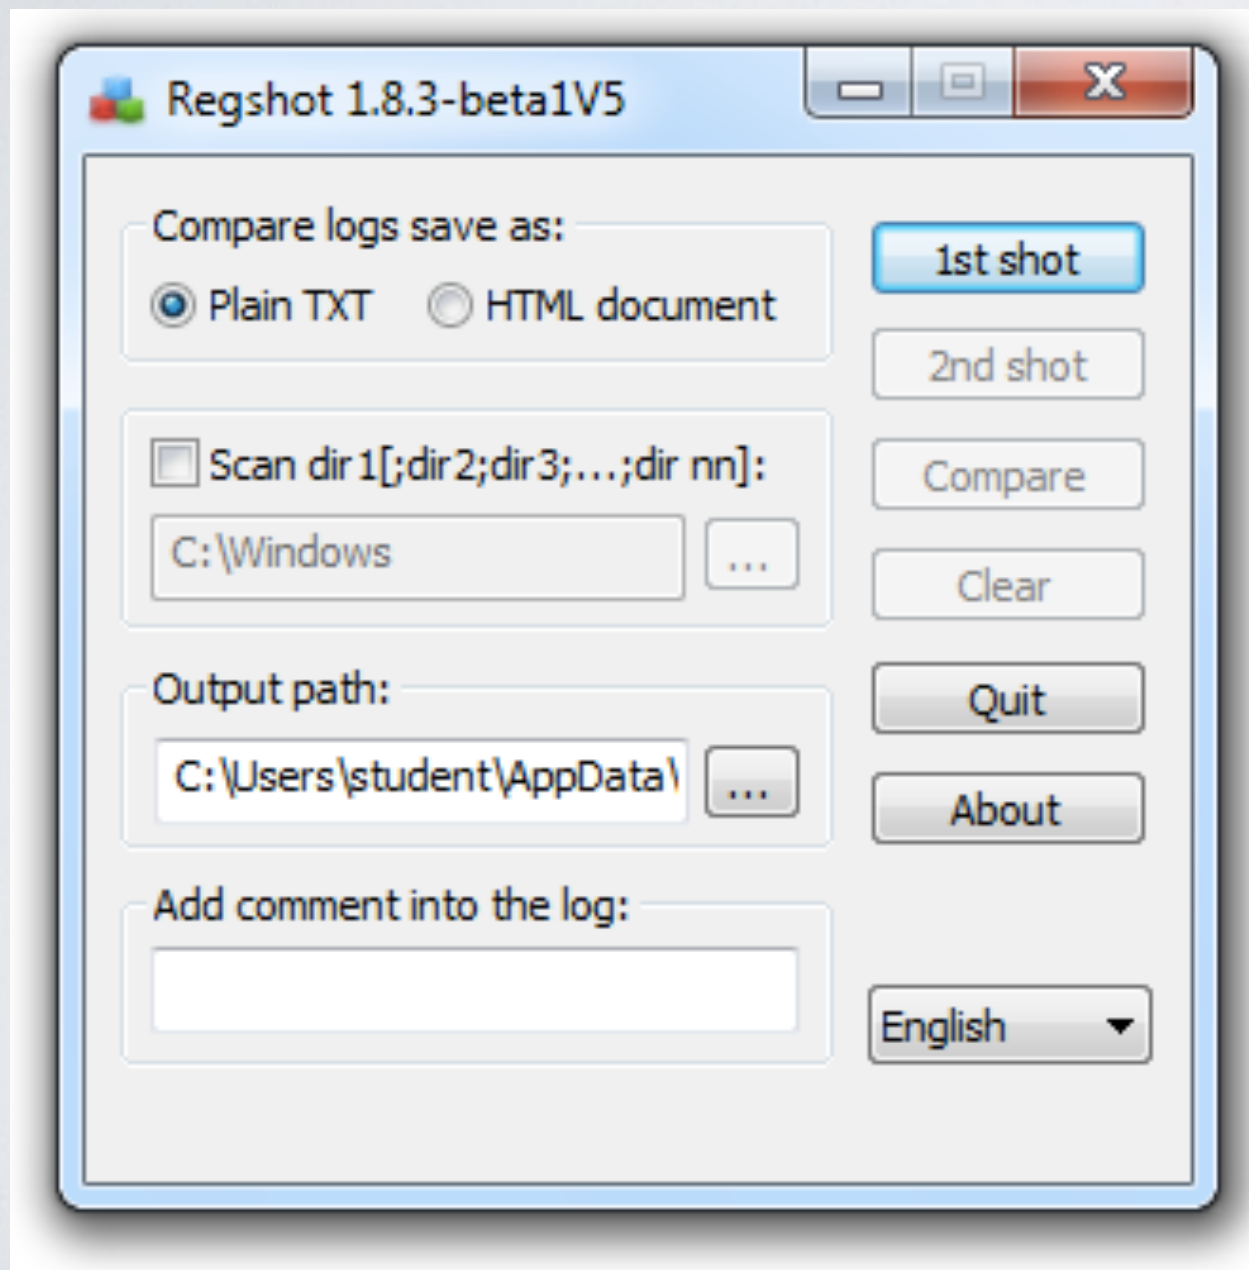 Regshot 1.8.3-beta1V5
Compare logs save as:
Plain TXT
HTML document
1st shot
2nd shot
Scan dir1[;dir2;dir3;...;dir nn]:
Compare
C:\Windows
...
Clear
Output path:
Quit
C:\Users\student\AppData\
...
About
Add comment into the log:
English